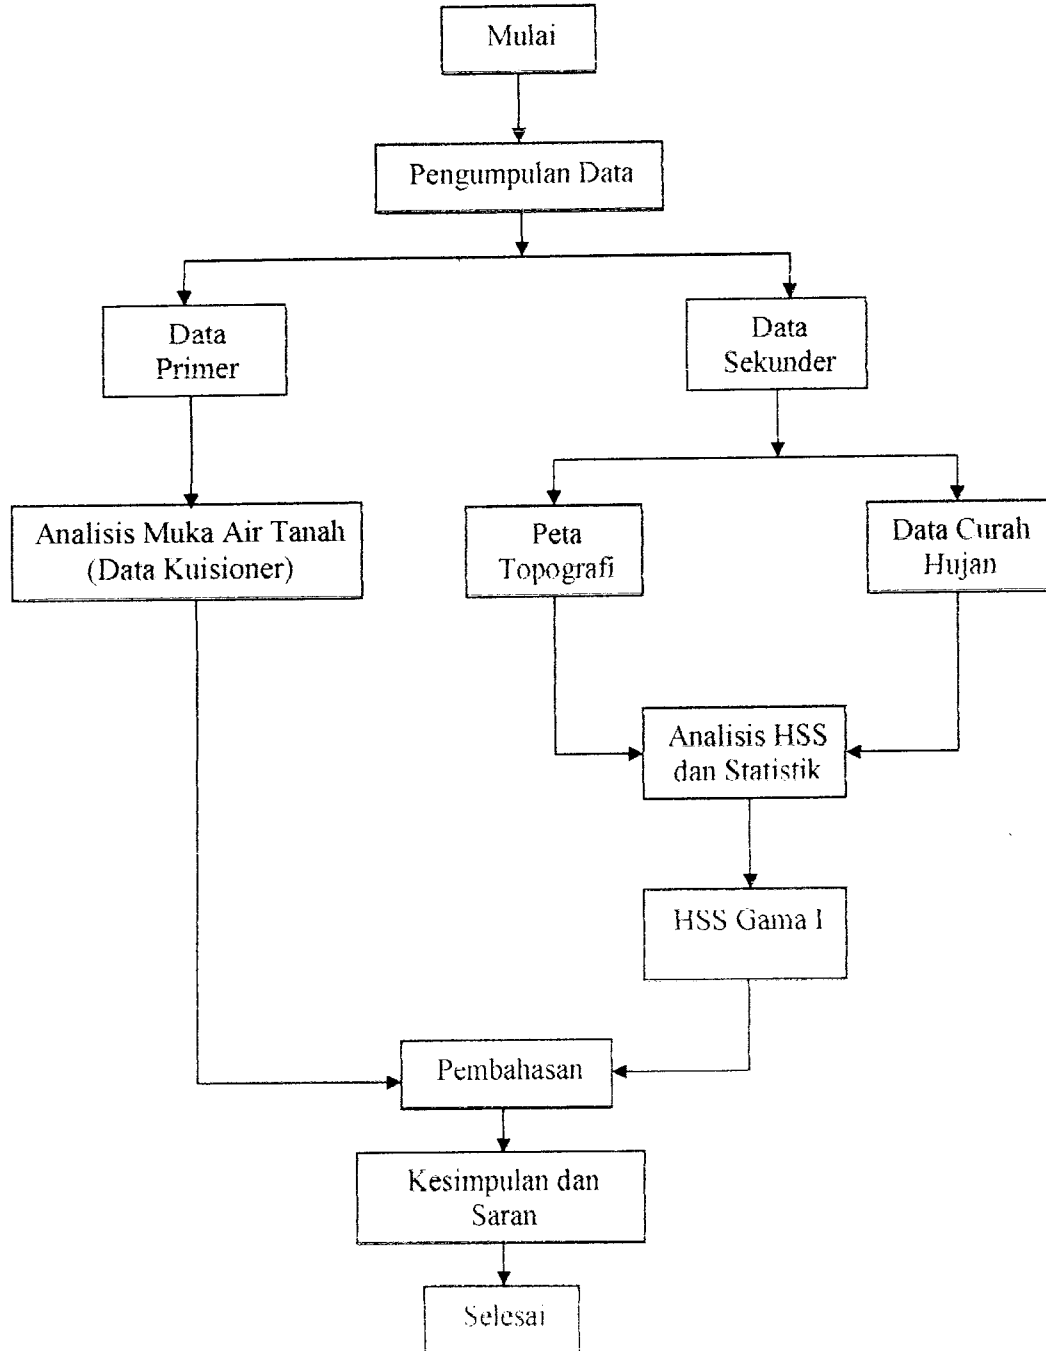 Mulai
Pengumpulan Data
Data
Primer
Data
Sekunder
Analisis Muka Air Tanah
(Data Kuisioner)
Peta
Topografi
Data Curah
Hujan
Analisis HSS
dan Statistik
HSS Gama I
Pembahasan
Kesimpulan dan
Saran
Selesai